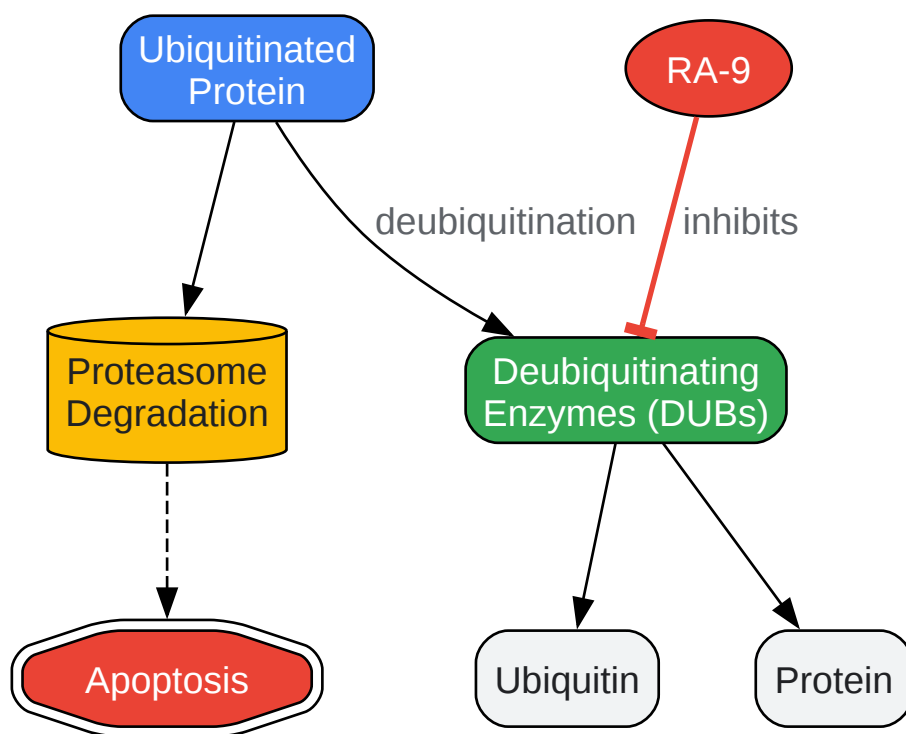 Ubiquitinated
Protein
RA-9
deubiquitination
inhibits
Proteasome
Degradation
Deubiquitinating
Enzymes (DUBs)
Apoptosis
Ubiquitin
Protein